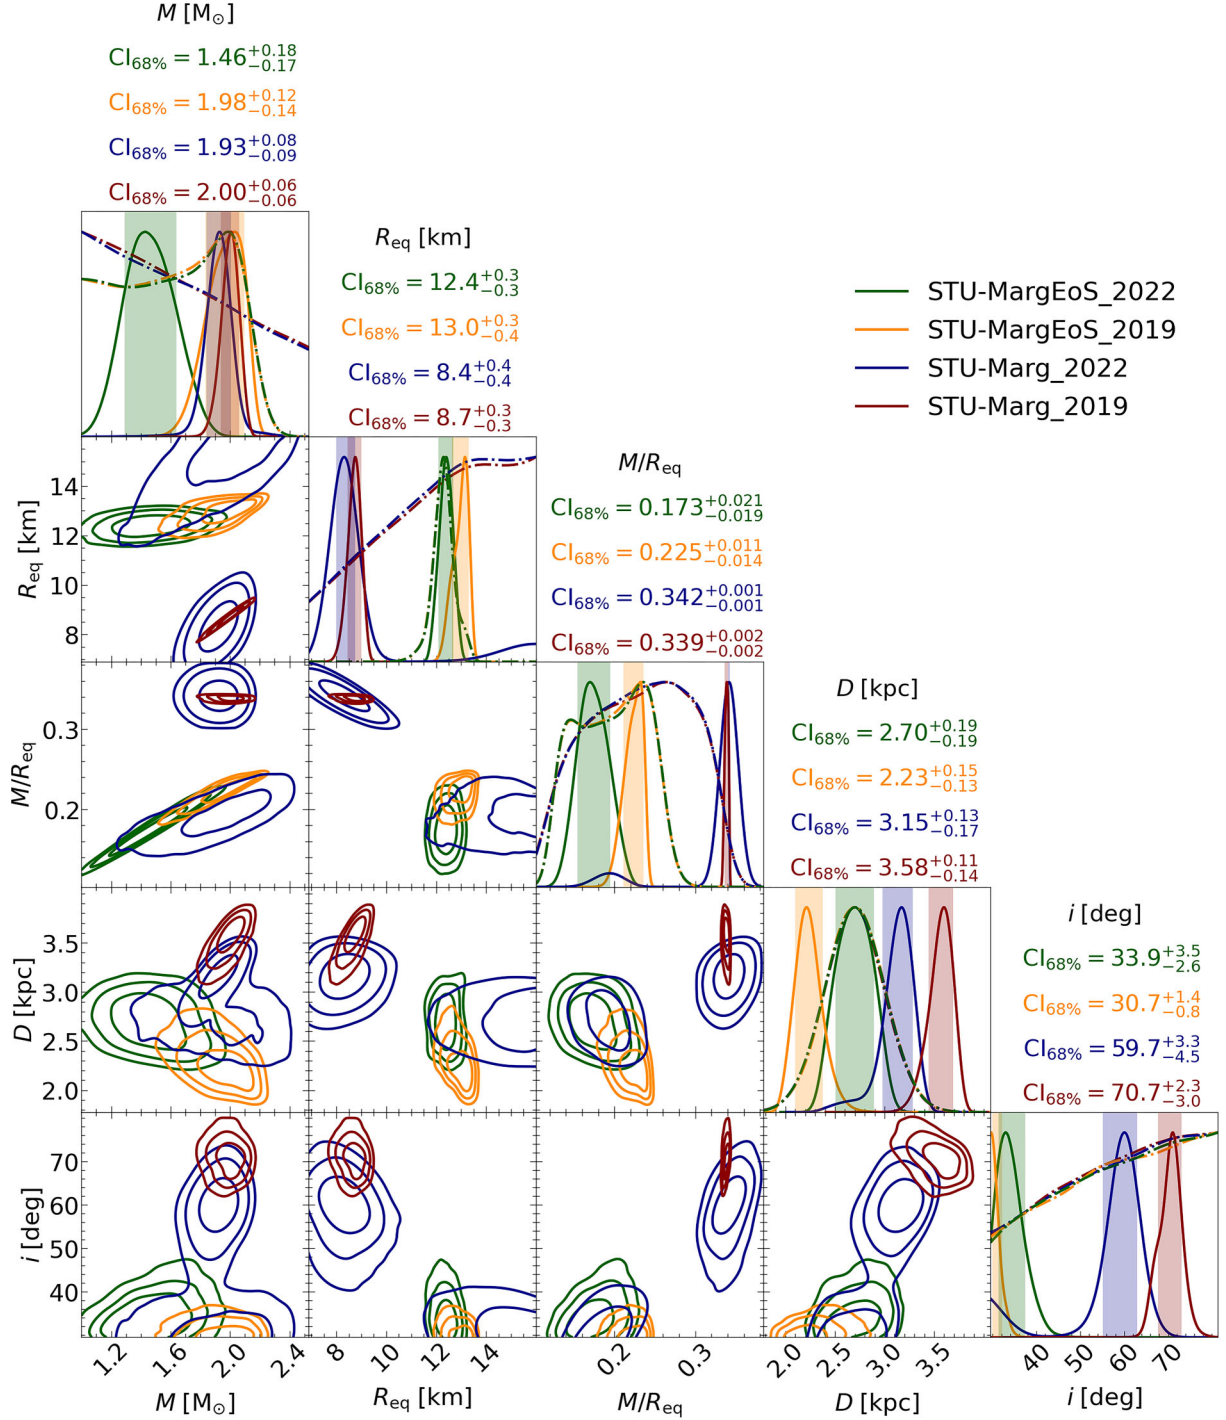 M [M⊙]
CI68% = 1.46 +0.18 −0.17
CI68% = 1.98 +0.12 −0.14
CI68% = 1.93 +0.08 −0.09
CI68% = 2.00 +0.06 −0.06
Req [km]
CI68% = 12.4 +0.3 −0.3
CI68% = 13.0 +0.3 −0.4
CI68% = 8.4 +0.4 −0.4
CI68% = 8.7 +0.3 −0.3
STU-MargEoS_2022
STU-MargEoS_2019
STU-Marg_2022
STU-Marg_2019
M/Req
CI68% = 0.173 +0.021 −0.019
CI68% = 0.225 +0.011 −0.014
CI68% = 0.342 +0.001 −0.001
CI68% = 0.339 +0.002 −0.002
D [kpc]
CI68% = 2.70 +0.19 −0.19
CI68% = 2.23 +0.15 −0.13
CI68% = 3.15 +0.13 −0.17
CI68% = 3.58 +0.11 −0.14
i [deg]
CI68% = 33.9 +3.5 −2.6
CI68% = 30.7 +1.4 −0.8
CI68% = 59.7 +3.3 −4.5
CI68% = 70.7 +2.3 −3.0
Req [km]
14
12
10
8
M/Req
0.3
0.2
D [kpc]
3.5
3.0
2.5
2.0
i [deg]
70
60
50
40
1.2 1.6 2.0 2.4
8 10 12 14
0.2 0.3
2.0 2.5 3.0 3.5
40 50 60 70
M [M⊙]
Req [km]
M/Req
D [kpc]
i [deg]